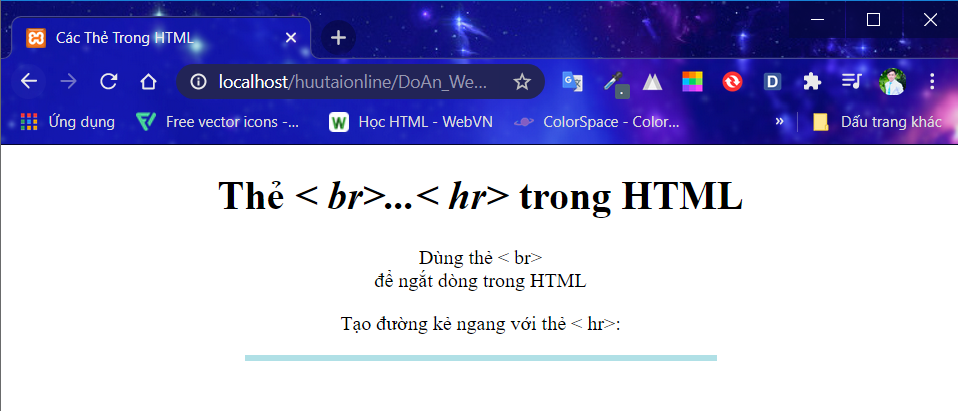 Các Thẻ Trong HTML
localhost/huutaionline/DoAn_We...
Ứng dụng Free vector icons -... Học HTML - WebVN ColorSpace - Color... » Dấu trang khác
Thẻ < br>...< hr> trong HTML
Dùng thẻ < br>
để ngắt dòng trong HTML
Tạo đường kẻ ngang với thẻ < hr>: